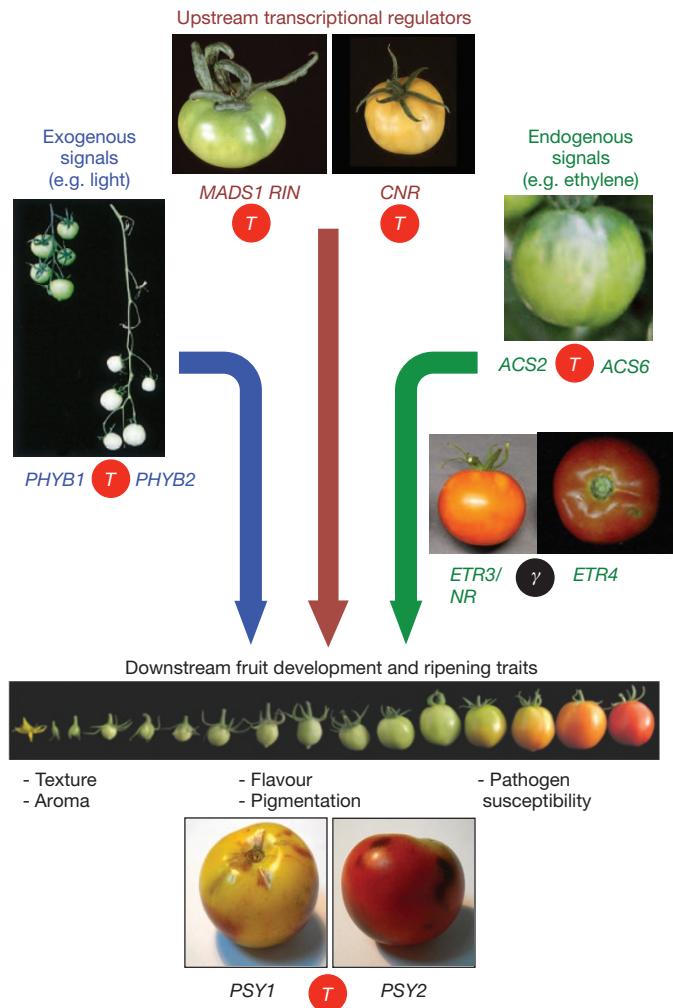 Upstream transcriptional regulators
Exogenous
signals
(e.g. light)
Endogenous
signals
(e.g. ethylene)
MADS1 RIN
CNR
T
T
ACS2 T ACS6
PHYB1 T PHYB2
ETR3/
NR
γ
ETR4
Downstream fruit development and ripening traits
- Texture
- Aroma
- Flavour
- Pigmentation
- Pathogen
susceptibility
PSY1 T PSY2